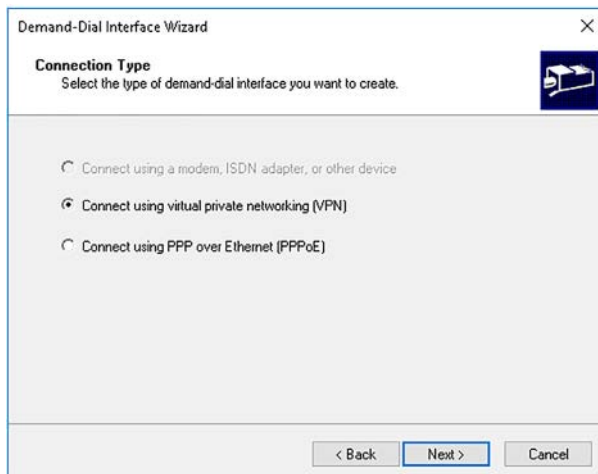 Demand-Dial Interface Wizard
Connection Type
Select the type of demand-dial interface you want to create.
Connect using a modem, ISDN adapter, or other device
Connect using virtual private networking (VPN)
Connect using PPP over Ethernet (PPPoE)
< Back
Next >
Cancel